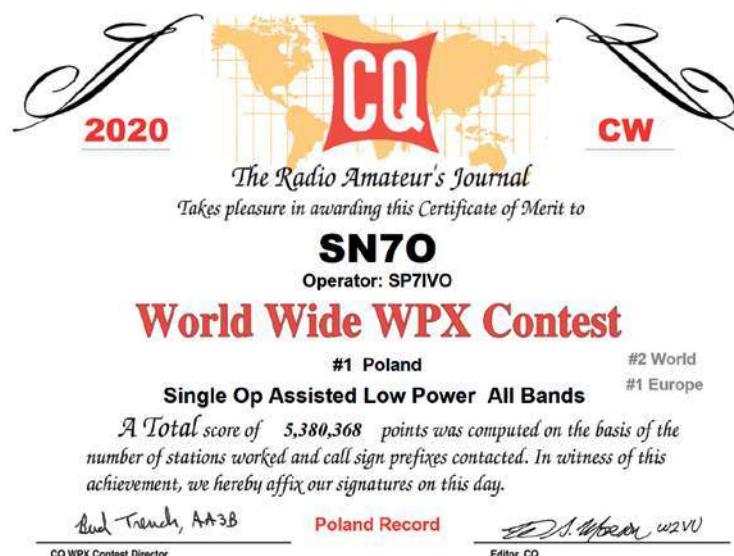 CQ
2020
CW
The Radio Amateur's Journal
Takes pleasure in awarding this Certificate of Merit to
SN7O
Operator: SP7IVO
World Wide WPX Contest
#1 Poland
#2 World
#1 Europe
Single Op Assisted Low Power All Bands
A Total score of 5,380,368 points was computed on the basis of the
number of stations worked and call sign prefixes contacted. In witness of this
achievement, we hereby affix our signatures on this day.
Bud Trench, AA3B
Poland Record
W2VU
CQ WPX Contest Director
Editor, CQ